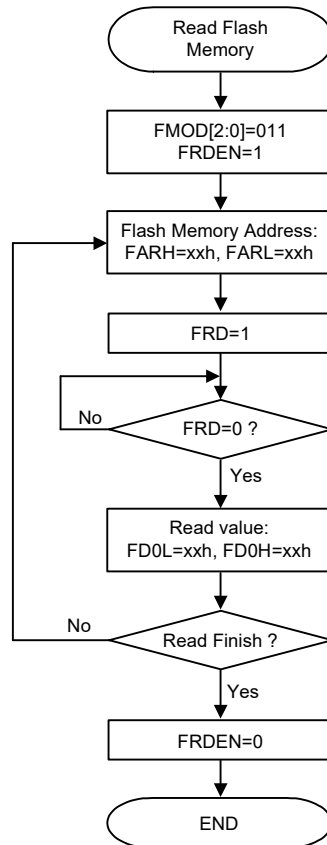 Read Flash
Memory
FMOD[2:0]=011
FRDEN=1
Flash Memory Address:
FARH=xxh, FARL=xxh
FRD=1
No
FRD=0 ?
Yes
Read value:
FD0L=xxh, FD0H=xxh
No
Read Finish ?
Yes
FRDEN=0
END